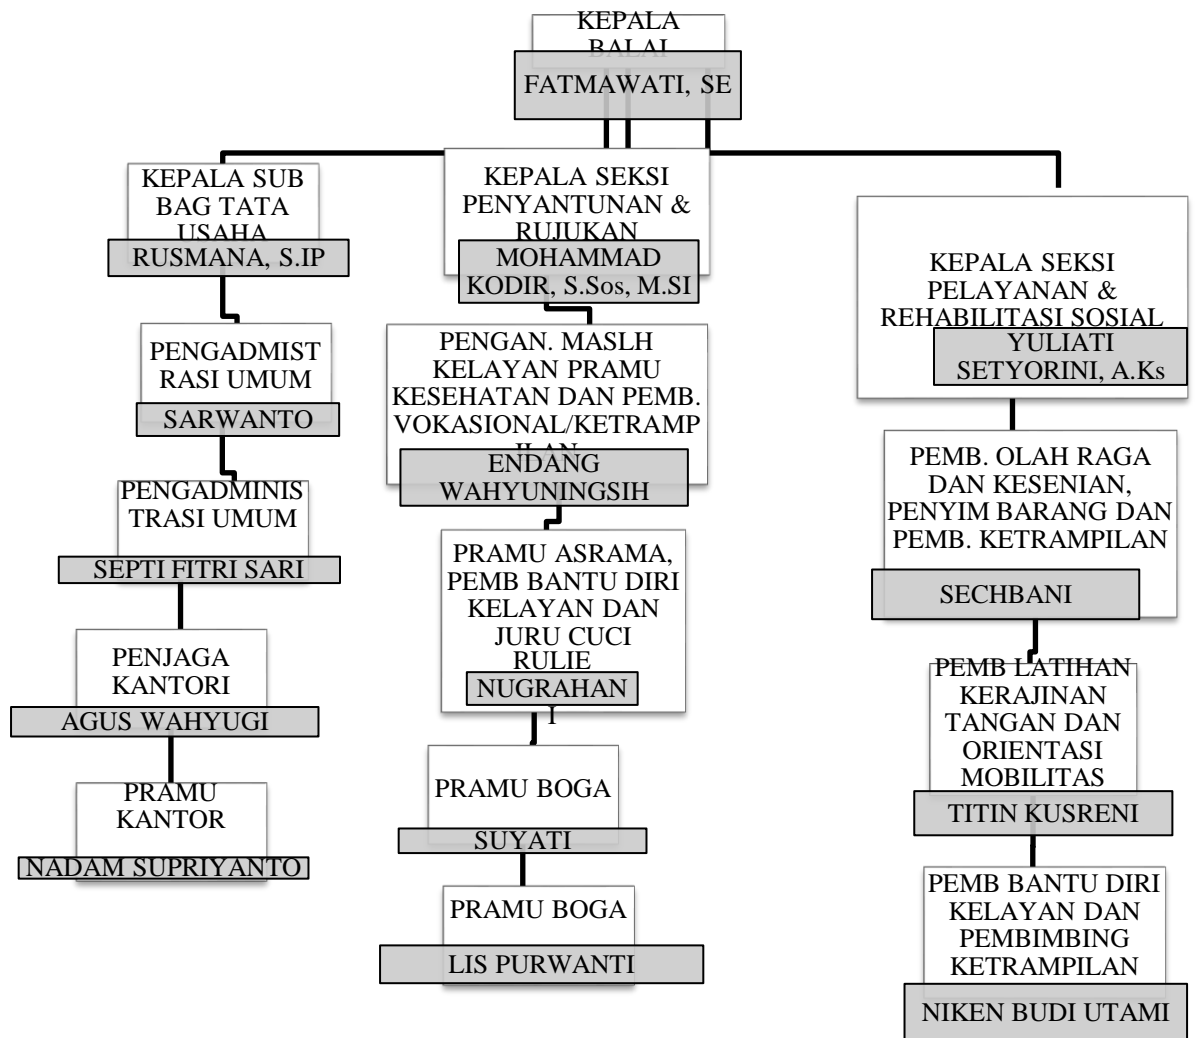 KEPALA
BALAI
FATMAWATI, SE
KEPALA SUB
BAG TATA
USAHA
RUSMANA, S.IP
PENGADMIST
RASI UMUM
SARWANTO
PENGADMINIS
TRASI UMUM
SEPTI FITRI SARI
PENJAGA
KANTORI
AGUS WAHYUGI
PRAMU
KANTOR
NADAM SUPRIYANTO
KEPALA SEKSI
PENYANTUNAN &
RUJUKAN
MOHAMMAD
KODIR, S.Sos, M.SI
PENGAN. MASLH
KELAYAN PRAMU
KESEHATAN DAN PEMB.
VOKASIONAL/KETRAMP
ILAN
ENDANG
WAHYUNINGSIH
PRAMU ASRAMA,
PEMB BANTU DIRI
KELAYAN DAN
JURU CUCI
RULIE
NUGRAHAN
I
PRAMU BOGA
SUYATI
PRAMU BOGA
LIS PURWANTI
KEPALA SEKSI
PELAYANAN &
REHABILITASI SOSIAL
YULIATI
SETYORINI, A.Ks
PEMB. OLAH RAGA
DAN KESENIAN,
PENYIM BARANG DAN
PEMB. KETRAMPILAN
SECHBANI
PEMB LATIHAN
KERAJINAN
TANGAN DAN
ORIENTASI
MOBILITAS
TITIN KUSRENI
PEMB BANTU DIRI
KELAYAN DAN
PEMBIMBING
KETRAMPILAN
NIKEN BUDI UTAMI